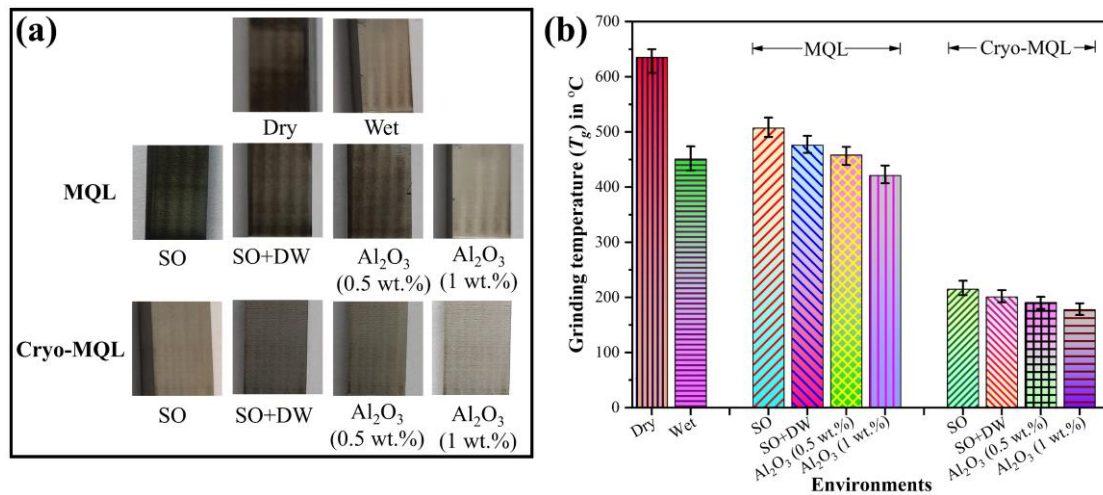 (a)
Dry Wet
MQL
SO SO+DW Al₂O₃ Al₂O₃
(0.5 wt.%) (1 wt.%)
Cryo-MQL
SO SO+DW Al₂O₃ Al₂O₃
(0.5 wt.%) (1 wt.%)
(b)
MQL Cryo-MQL
Grinding temperature (Tg) in °C
700
600
500
400
300
200
100
0
Dry
Wet
SO
SO+DW
Al₂O₃ (0.5 wt.%)
Al₂O₃ (1 wt.%)
SO
SO+DW
Al₂O₃ (0.5 wt.%)
Al₂O₃ (1 wt.%)
Environments